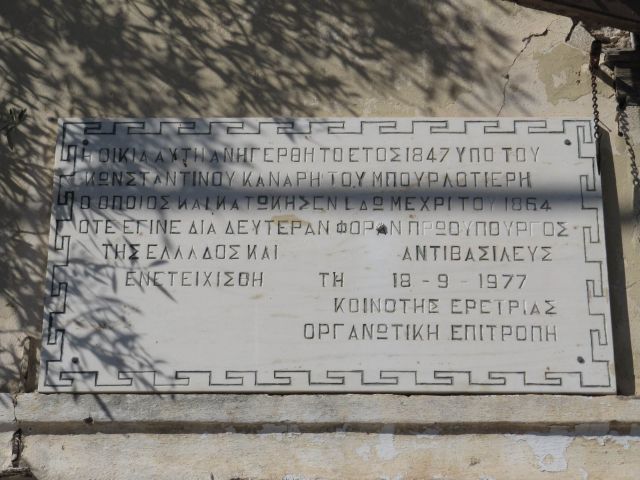 Η ΟΙΚΙΑ ΑΥΤΗ ΑΝΗΓΕΡΘΗ ΤΟ ΕΤΟΣ 1847 ΥΠΟ ΤΟΥ
ΚΩΝΣΤΑΝΤΙΝΟΥ ΚΑΝΑΡΗ ΤΟΥ ΜΠΟΥΡΛΟΤΙΕΡΗ
Ο ΟΠΟΙΟΣ ΚΑΙ ΚΑΤΩΚΗΣΕΝ ΕΔΩ ΜΕΧΡΙ ΤΟΥ 1864
ΟΤΕ ΕΓΙΝΕ ΔΙΑ ΔΕΥΤΕΡΑΝ ΦΟΡΑΝ ΠΡΩΘΥΠΟΥΡΓΟΣ
ΤΗΣ ΕΛΛΑΔΟΣ ΚΑΙ ΑΝΤΙΒΑΣΙΛΕΥΣ
ΕΝΕΤΕΙΧΙΣΘΗ ΤΗ 18 - 9 - 1977
ΚΟΙΝΟΤΗΣ ΕΡΕΤΡΙΑΣ
ΟΡΓΑΝΩΤΙΚΗ ΕΠΙΤΡΟΠΗ